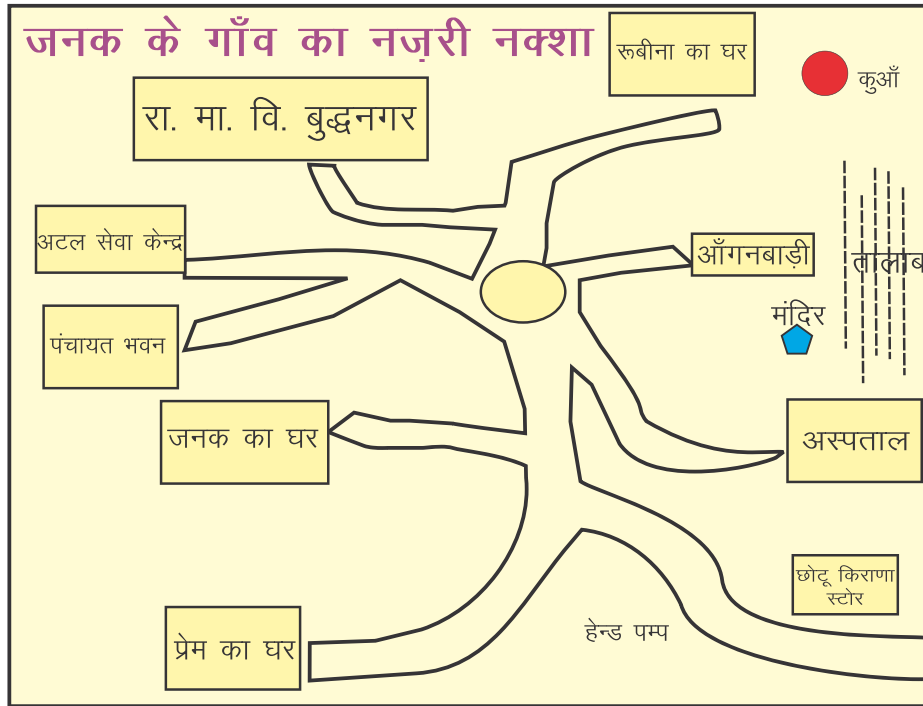 जनक के गाँव का नज़री नक्शा
रूबीना का घर
कुआँ
रा. मा. वि. बुद्धनगर
अटल सेवा केन्द्र
आँगनबाड़ी
तालाब
मंदिर
पंचायत भवन
जनक का घर
अस्पताल
छोटू किराणा
स्टोर
हेन्ड पम्प
प्रेम का घर